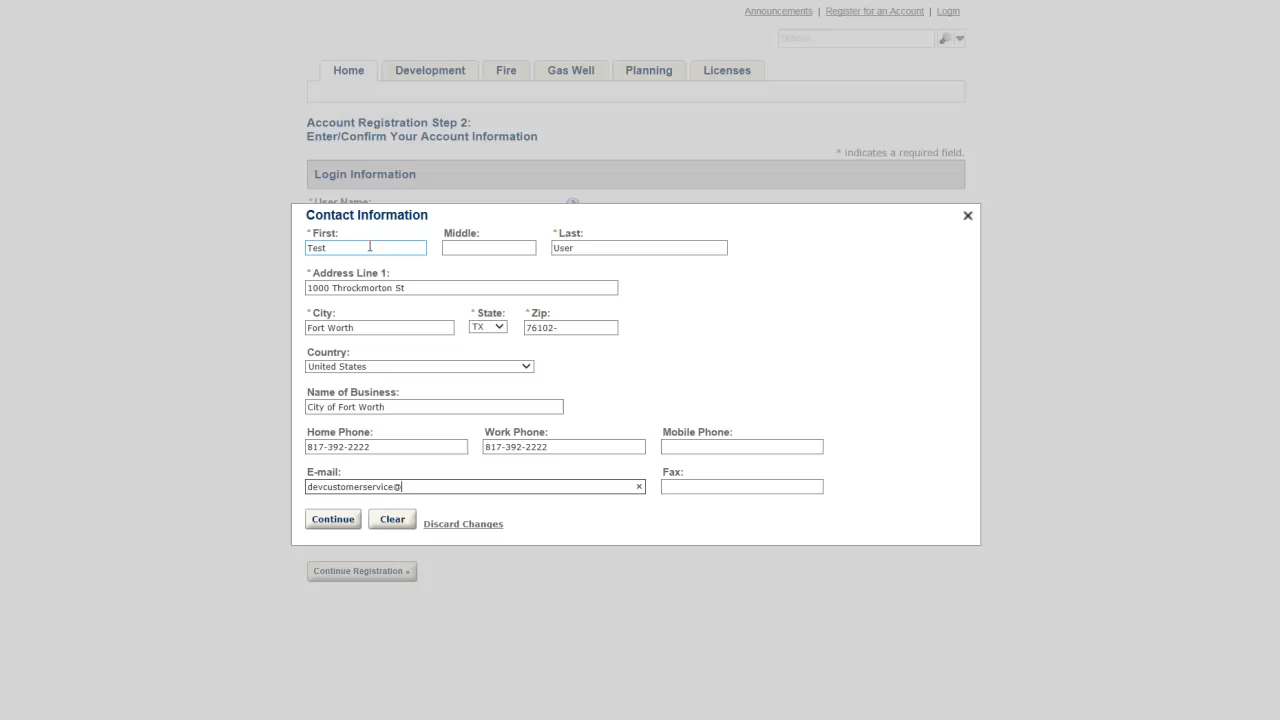 Announcements | Register for an Account | Login
Search...
Home Development Fire Gas Well Planning Licenses
Account Registration Step 2:
Enter/Confirm Your Account Information
* indicates a required field.
Login Information
* User Name:
Contact Information
* First: Middle: * Last:
Test User
* Address Line 1:
1000 Throckmorton St
* City: * State: * Zip:
Fort Worth TX 76102-
Country:
United States
Name of Business:
City of Fort Worth
Home Phone: Work Phone: Mobile Phone:
817-392-2222 817-392-2222
E-mail: Fax:
devcustomerservice@
Continue Clear Discard Changes
Continue Registration »